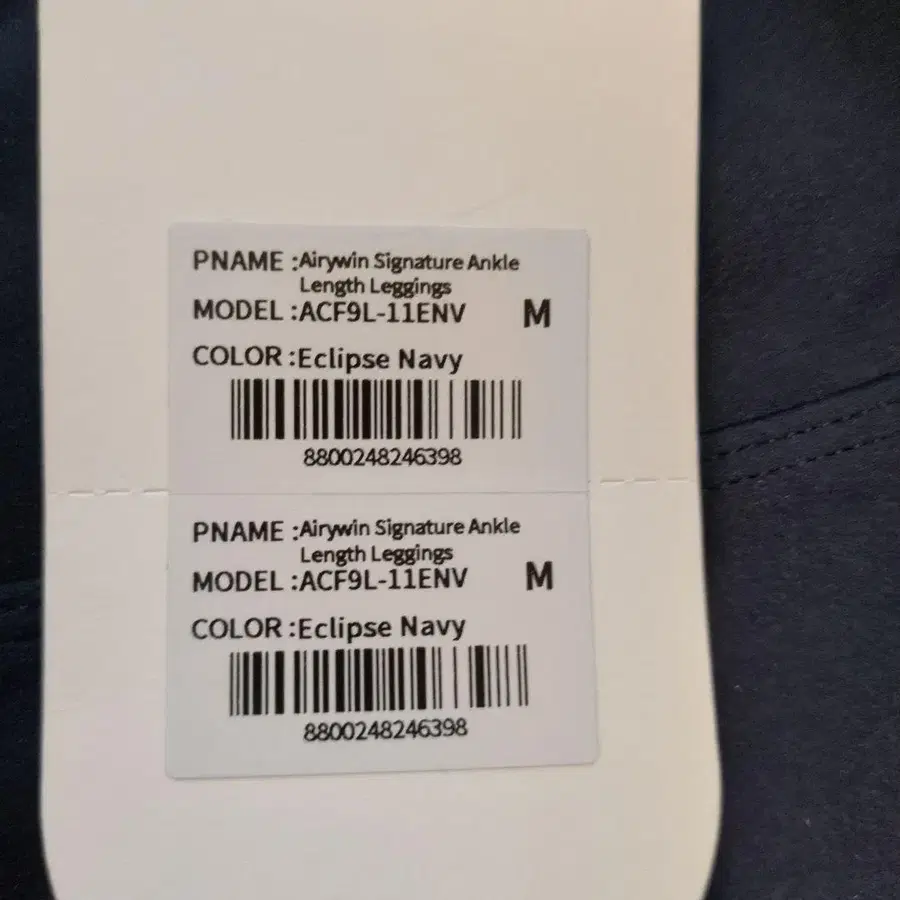 PNAME :Airywin Signature Ankle
Length Leggings
MODEL :ACF9L-11ENV M
COLOR :Eclipse Navy
8800248246398
PNAME :Airywin Signature Ankle
Length Leggings
MODEL :ACF9L-11ENV M
COLOR :Eclipse Navy
8800248246398